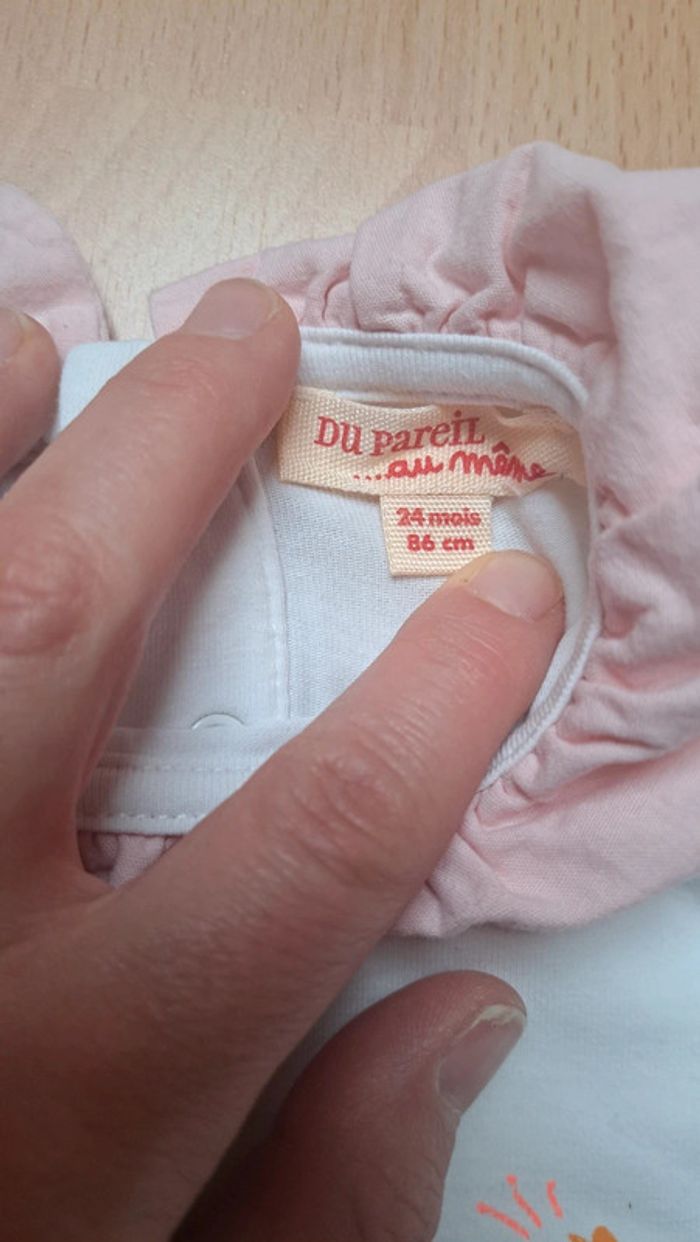 DU PareiL
...au même
24 mois
86 cm